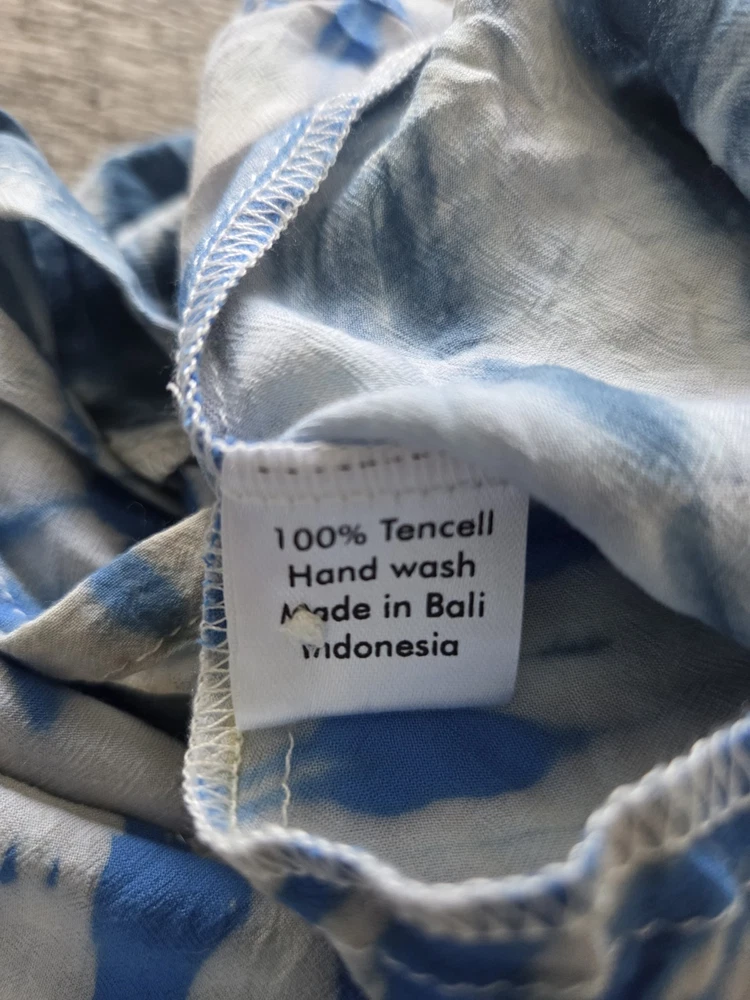 100% Tencell
Hand wash
Made in Bali
Indonesia